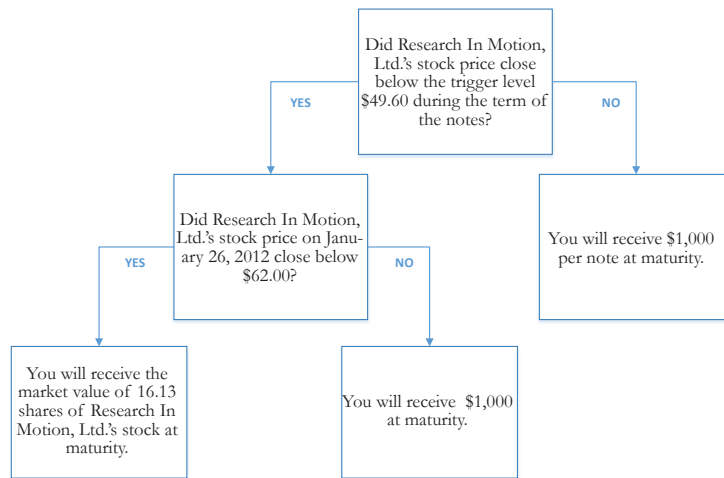 Did Research In Motion,
Ltd.'s stock price close
below the trigger level
$49.60 during the term of
the notes?
YES
NO
Did Research In Motion,
Ltd.'s stock price on Janu-
ary 26, 2012 close below
$62.00?
You will receive $1,000
per note at maturity.
YES
NO
You will receive the
market value of 16.13
shares of Research In
Motion, Ltd.'s stock at
maturity.
You will receive $1,000
at maturity.